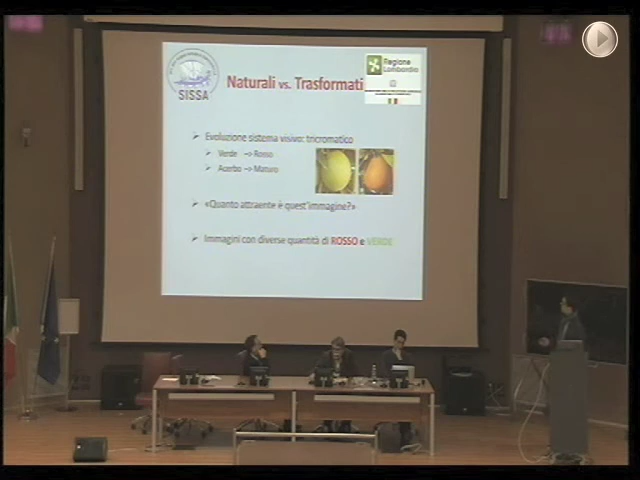 SISSA
Naturali vs. Trasformati
Regione
Lombardia
Evoluzione sistema visivo: tricromatico
Verde –> Rosso
Acerbo –> Maturo
«Quanto attraente è quest'immagine?»
Immagini con diverse quantità di ROSSO e VERDE